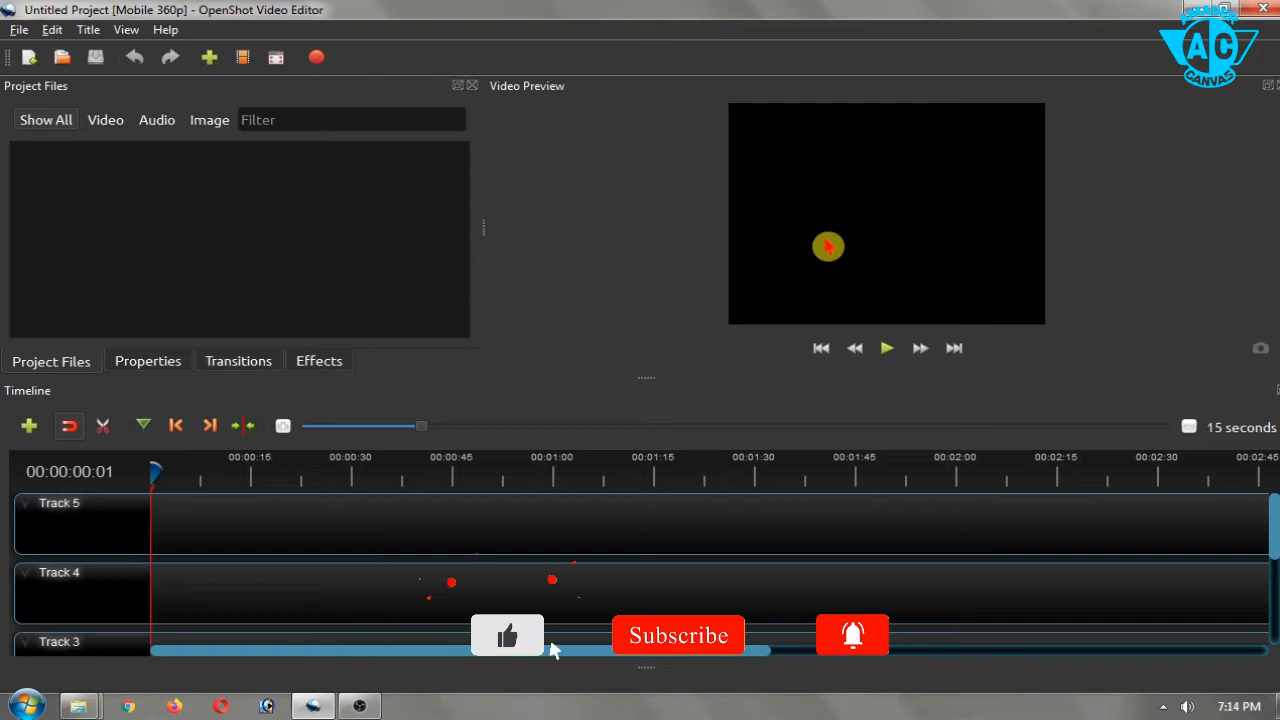 Untitled Project [Mobile 360p] - OpenShot Video Editor
File Edit Title View Help
AC
CANVAS
Project Files
Video Preview
Show All Video Audio Image Filter
Project Files Properties Transitions Effects
Timeline
15 seconds
00:00:00:01
00:00:15 00:00:30 00:00:45 00:01:00 00:01:15 00:01:30 00:01:45 00:02:00 00:02:15 00:02:30 00:02:45
Track 5
Track 4
Track 3
Subscribe
7:14 PM